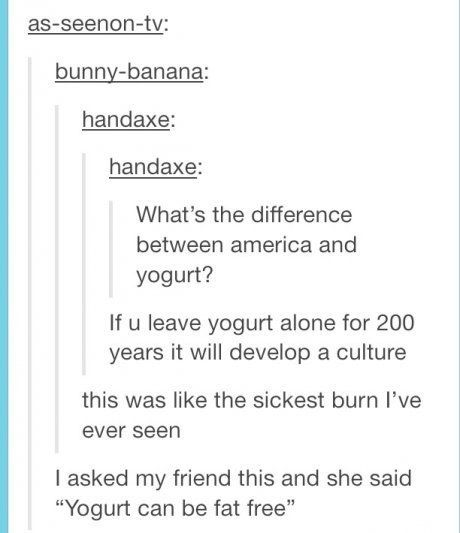 as-seenon-tv:
bunny-banana:
handaxe:
handaxe:
What’s the difference
between america and
yogurt?
If u leave yogurt alone for 200
years it will develop a culture
this was like the sickest burn I’ve
ever seen
I asked my friend this and she said
“Yogurt can be fat free”